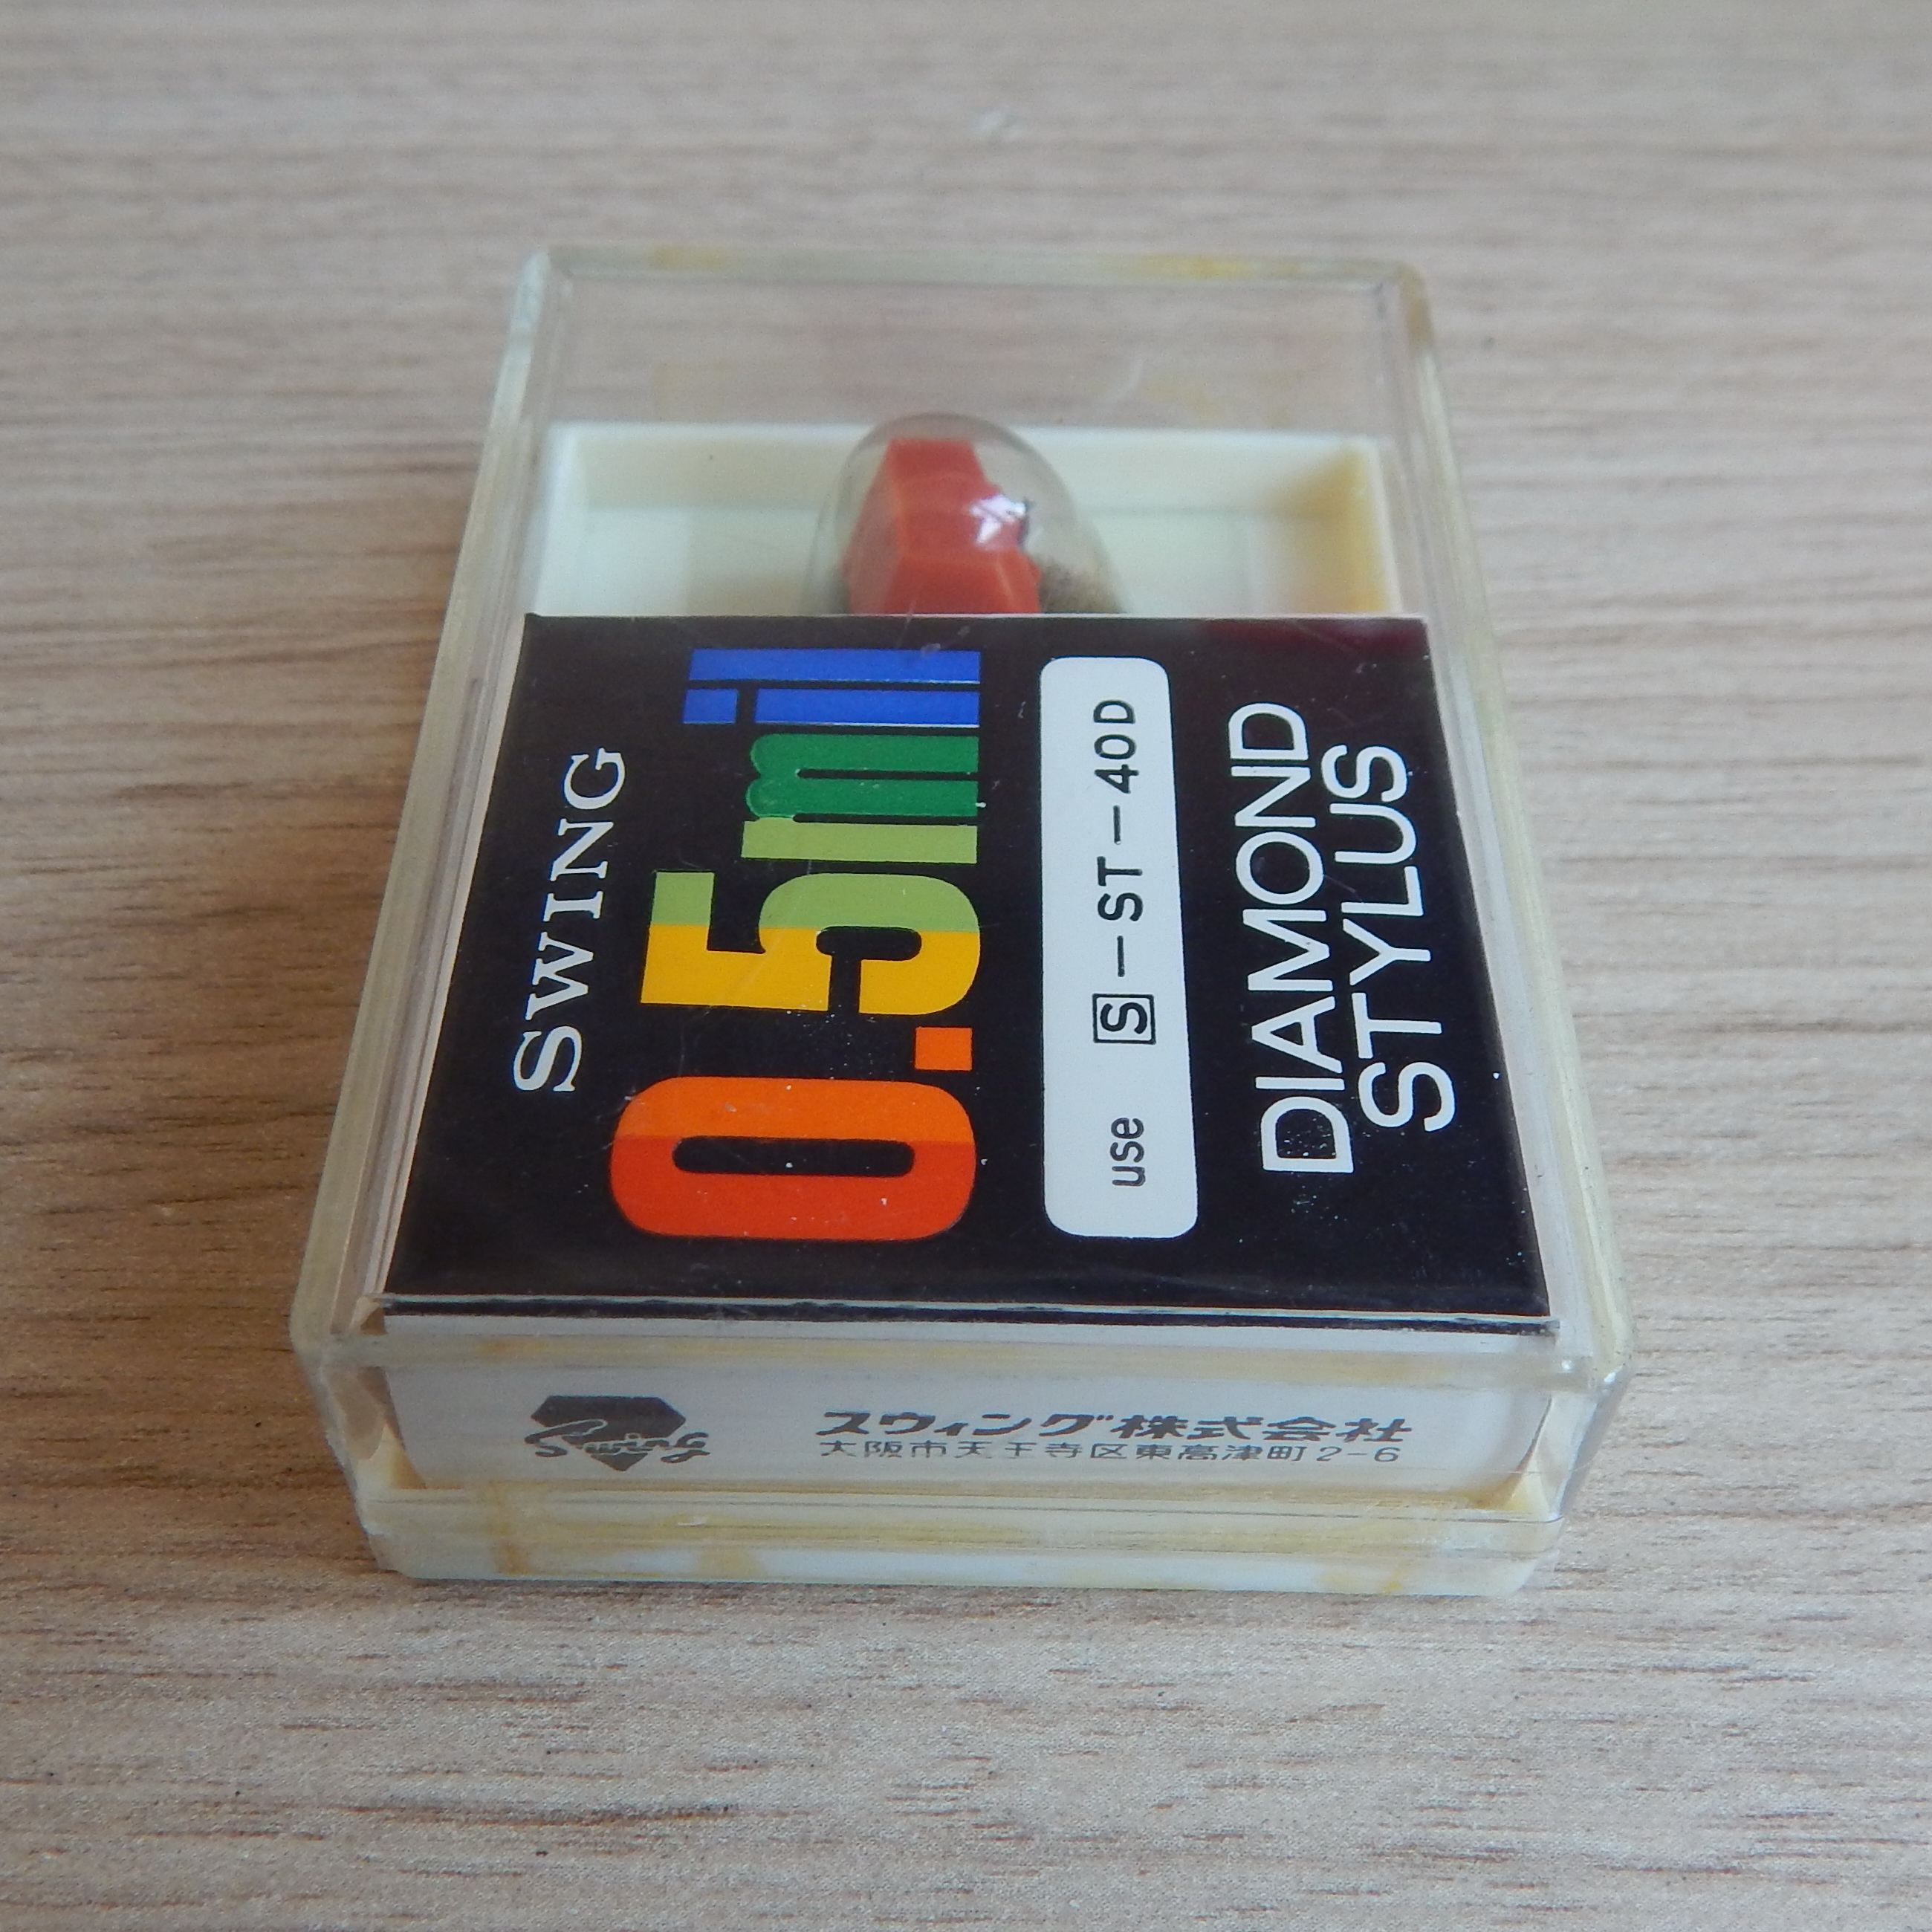 SWING
0.5mil
use S-ST-40D
DIAMOND
STYLUS
Swing
スウィング株式会社
大阪市天王寺区東高津町2-6